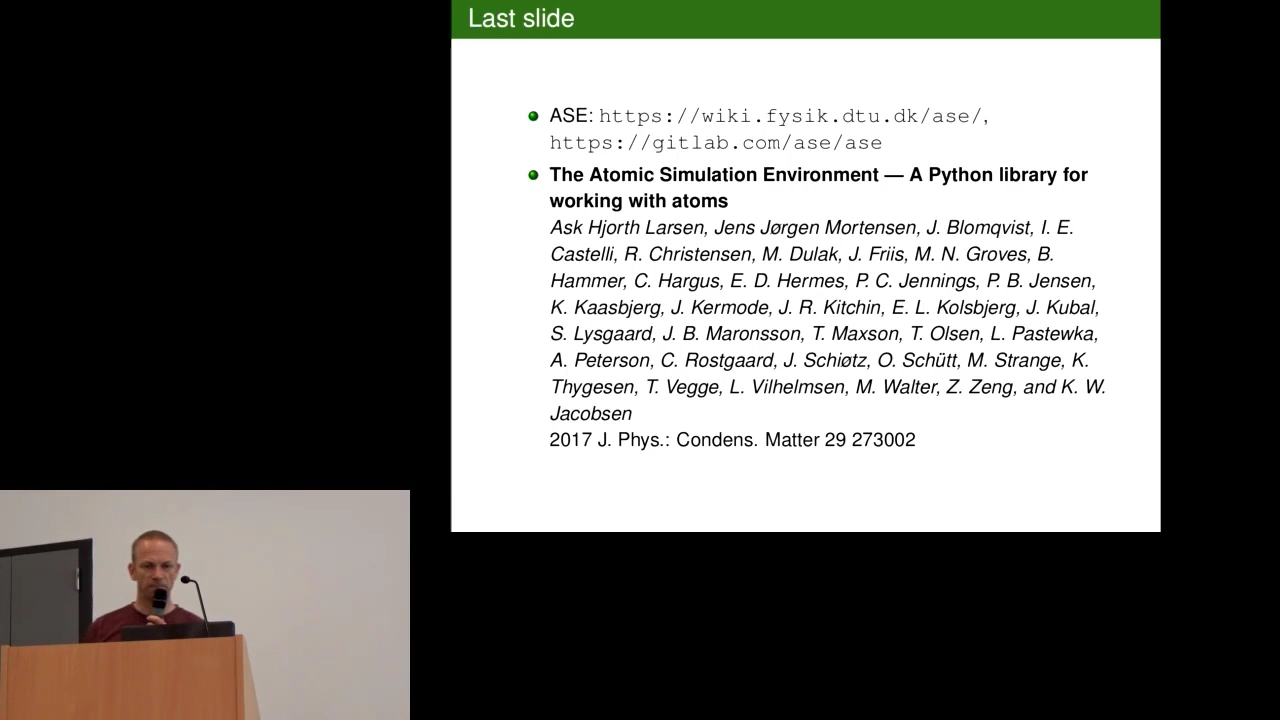 Last slide
ASE: https://wiki.fysik.dtu.dk/ase/,
https://gitlab.com/ase/ase
The Atomic Simulation Environment — A Python library for
working with atoms
Ask Hjorth Larsen, Jens Jørgen Mortensen, J. Blomqvist, I. E.
Castelli, R. Christensen, M. Dulak, J. Friis, M. N. Groves, B.
Hammer, C. Hargus, E. D. Hermes, P. C. Jennings, P. B. Jensen,
K. Kaasbjerg, J. Kermode, J. R. Kitchin, E. L. Kolsbjerg, J. Kubal,
S. Lysgaard, J. B. Maronsson, T. Maxson, T. Olsen, L. Pastewka,
A. Peterson, C. Rostgaard, J. Schiøtz, O. Schütt, M. Strange, K.
Thygesen, T. Vegge, L. Vilhelmsen, M. Walter, Z. Zeng, and K. W.
Jacobsen
2017 J. Phys.: Condens. Matter 29 273002